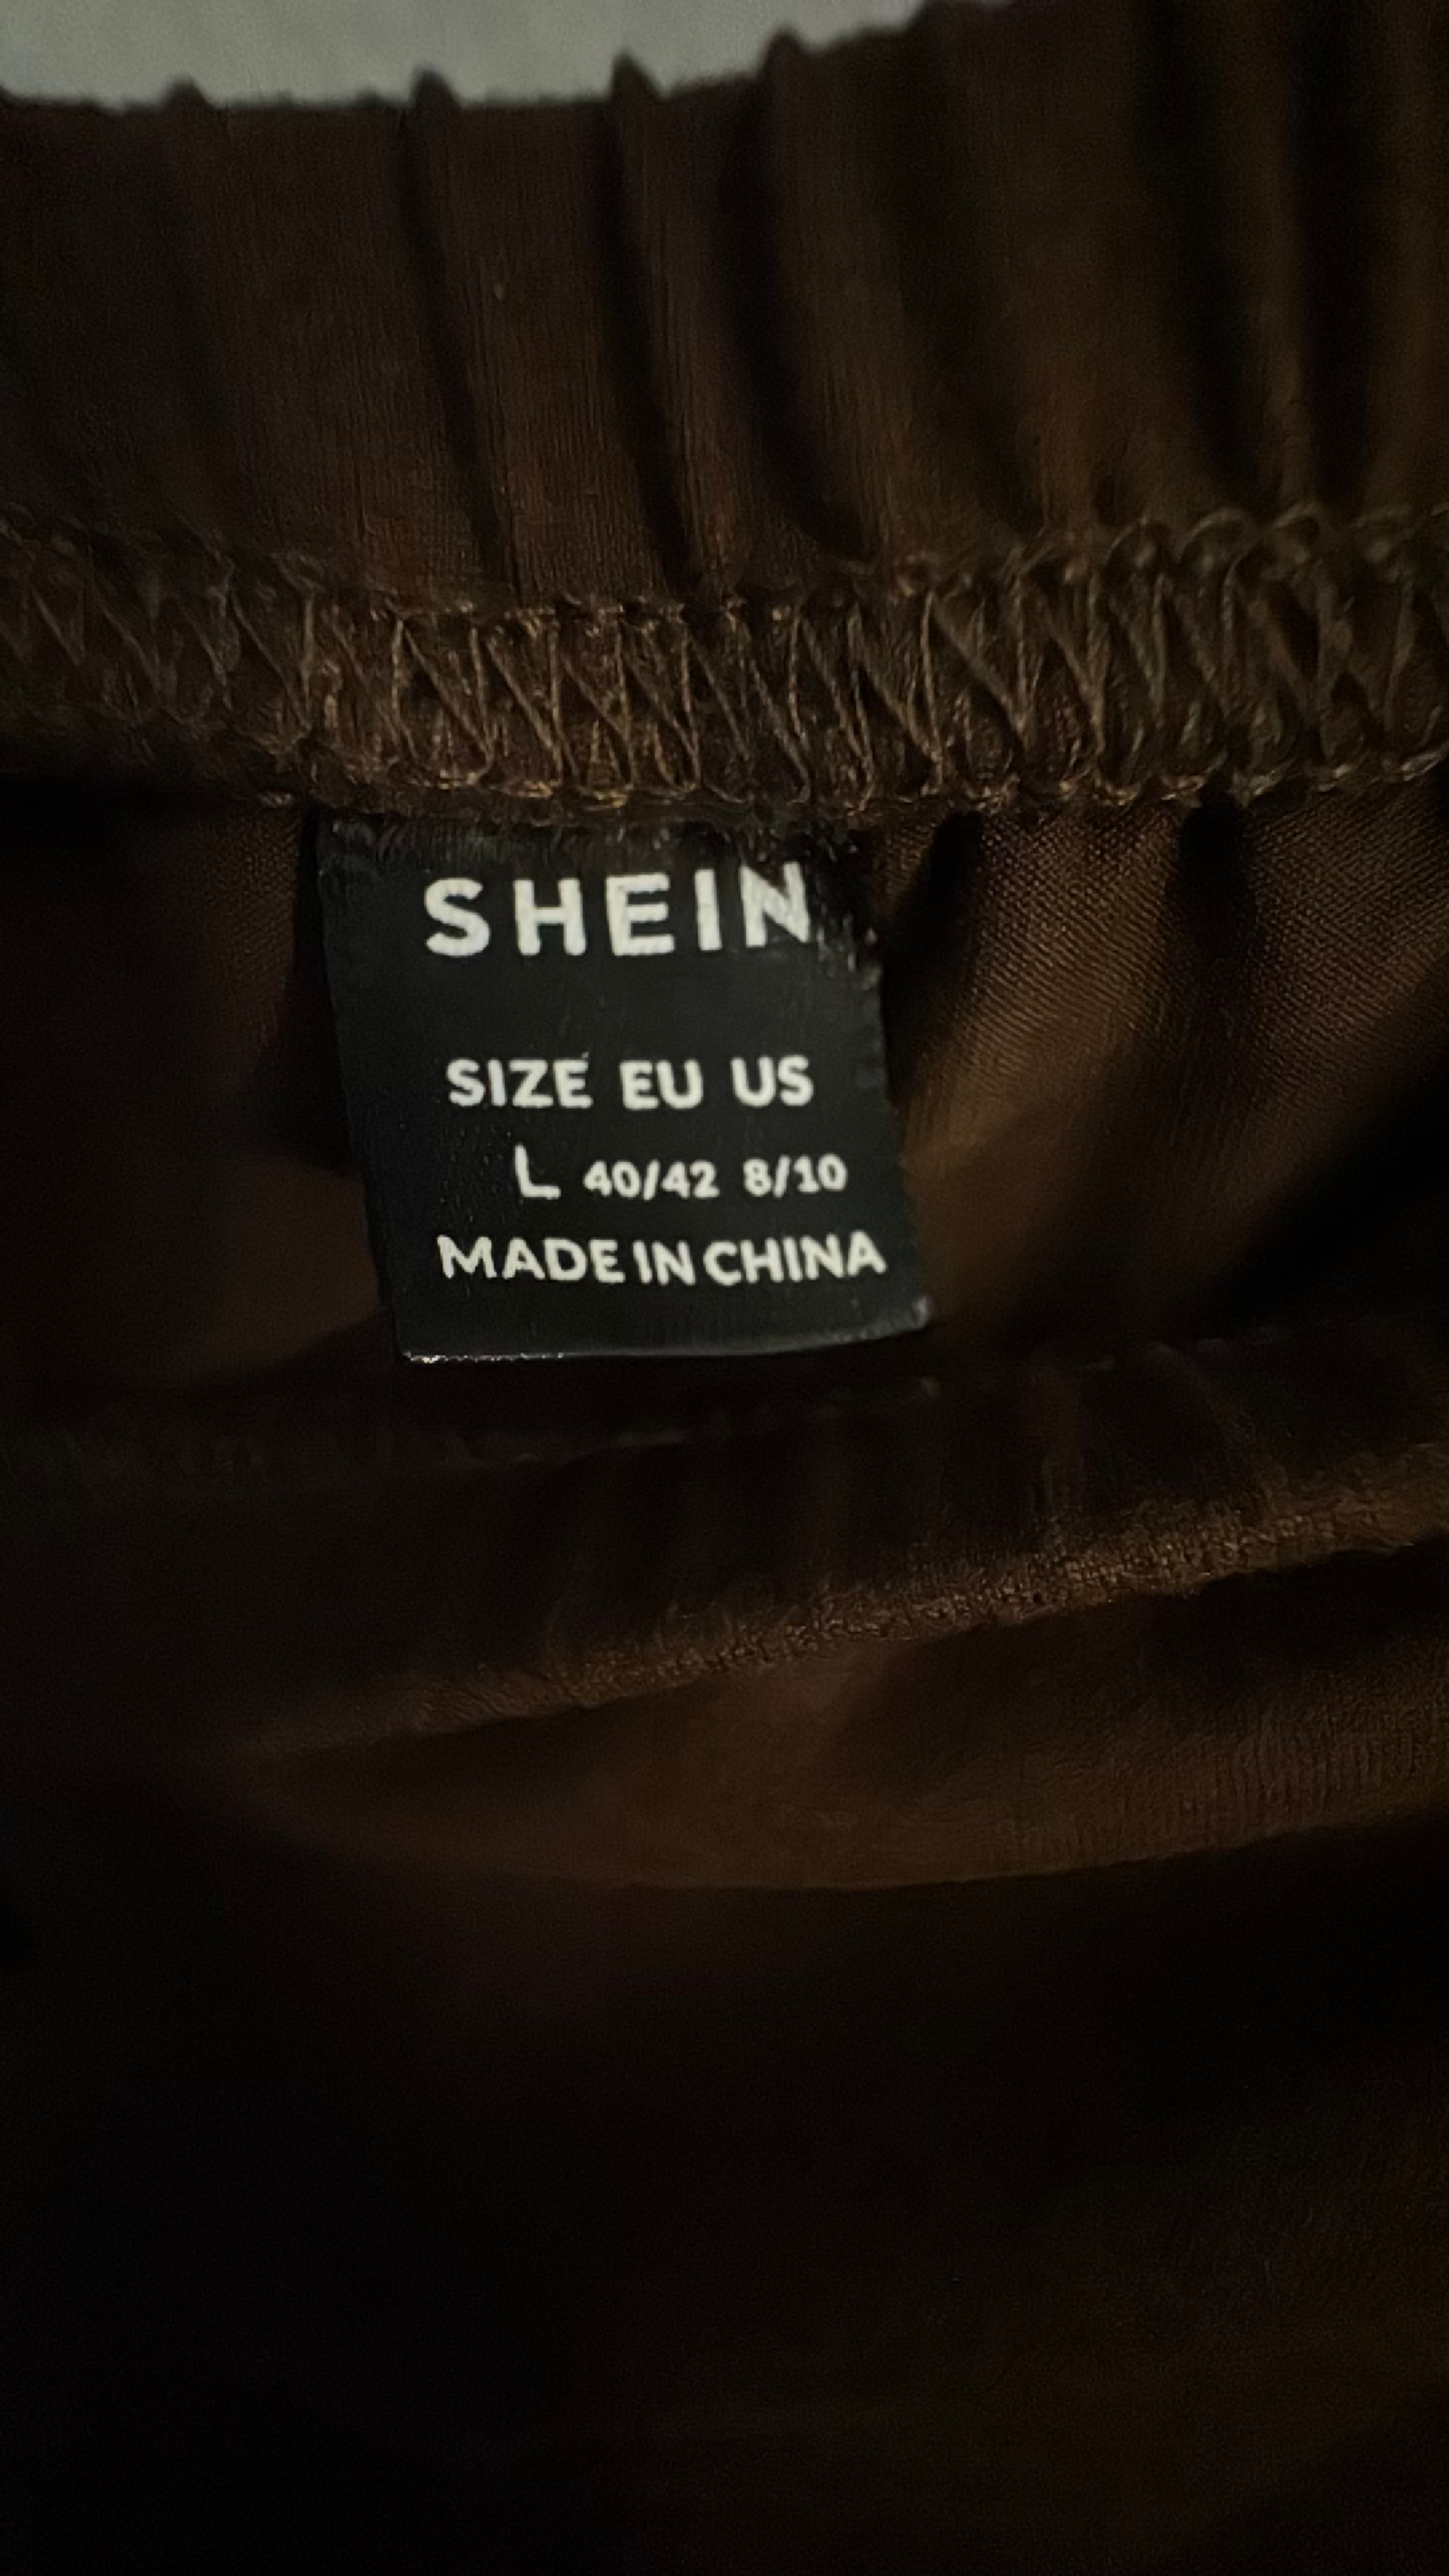 SHEIN
SIZE EU US
L 40/42 8/10
MADE IN CHINA